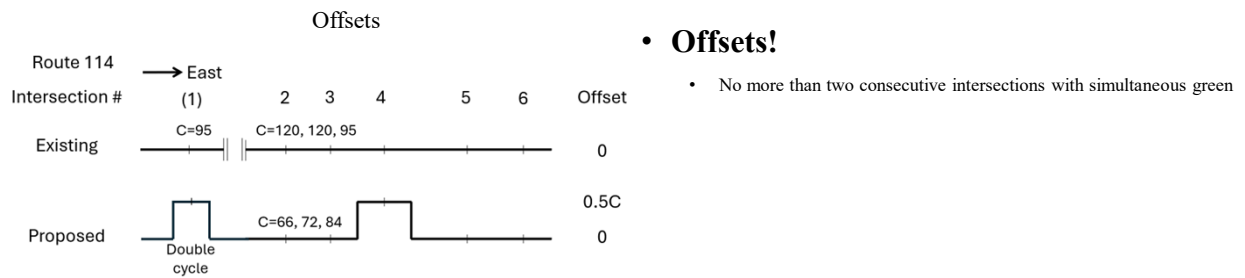 Offsets
Route 114
East
Intersection # (1) 2 3 4 5 6 Offset
C=95 C=120, 120, 95
Existing 0
0.5C
C=66, 72, 84
Proposed 0
Double
cycle
• Offsets!
• No more than two consecutive intersections with simultaneous green